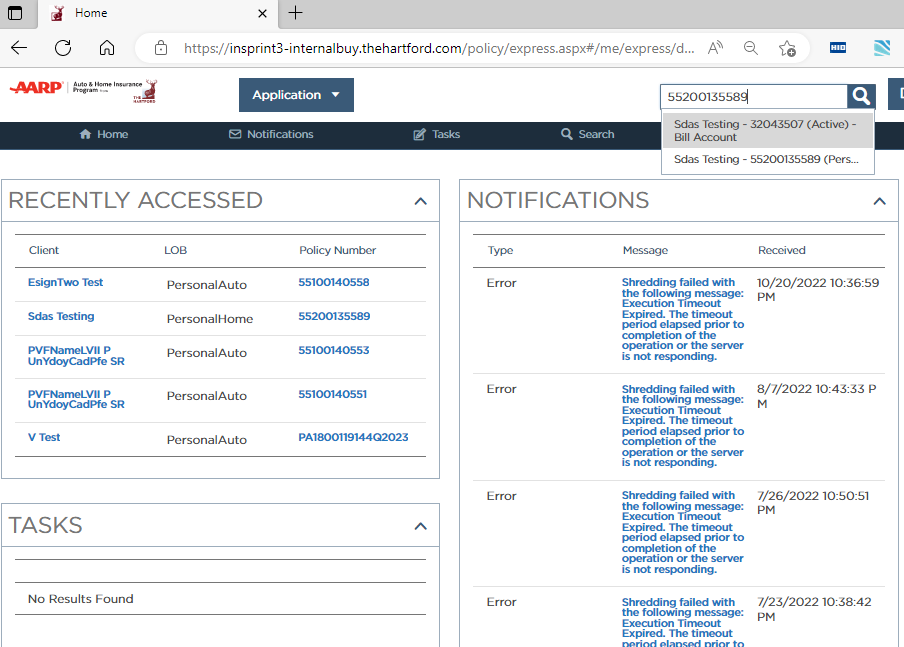 Home
https://insprint3-internalbuy.thehartford.com/policy/express.aspx#/me/express/d...
HID
AARP
Auto & Home Insurance
Program from
THE
HARTFORD
Application
55200135589
Sdas Testing - 32043507 (Active) -
Bill Account
Sdas Testing - 55200135589 (Pers...
Home
Notifications
Tasks
Search
RECENTLY ACCESSED
Client LOB Policy Number
EsignTwo Test PersonalAuto 55100140558
Sdas Testing PersonalHome 55200135589
PVFNameLVII P
UnYdoyCadPfe SR PersonalAuto 55100140553
PVFNameLVII P
UnYdoyCadPfe SR PersonalAuto 55100140551
V Test PersonalAuto PA1800119144Q2023
TASKS
No Results Found
NOTIFICATIONS
Type Message Received
Error
Shredding failed with
the following message:
Execution Timeout
Expired. The timeout
period elapsed prior to
completion of the
operation or the server
is not responding.
10/20/2022 10:36:59
PM
Error
Shredding failed with
the following message:
Execution Timeout
Expired. The timeout
period elapsed prior to
completion of the
operation or the server
is not responding.
8/7/2022 10:43:33 P
M
Error
Shredding failed with
the following message:
Execution Timeout
Expired. The timeout
period elapsed prior to
completion of the
operation or the server
is not responding.
7/26/2022 10:50:51
PM
Error
Shredding failed with
the following message:
Execution Timeout
Expired. The timeout
period elapsed prior to
7/23/2022 10:38:42
PM